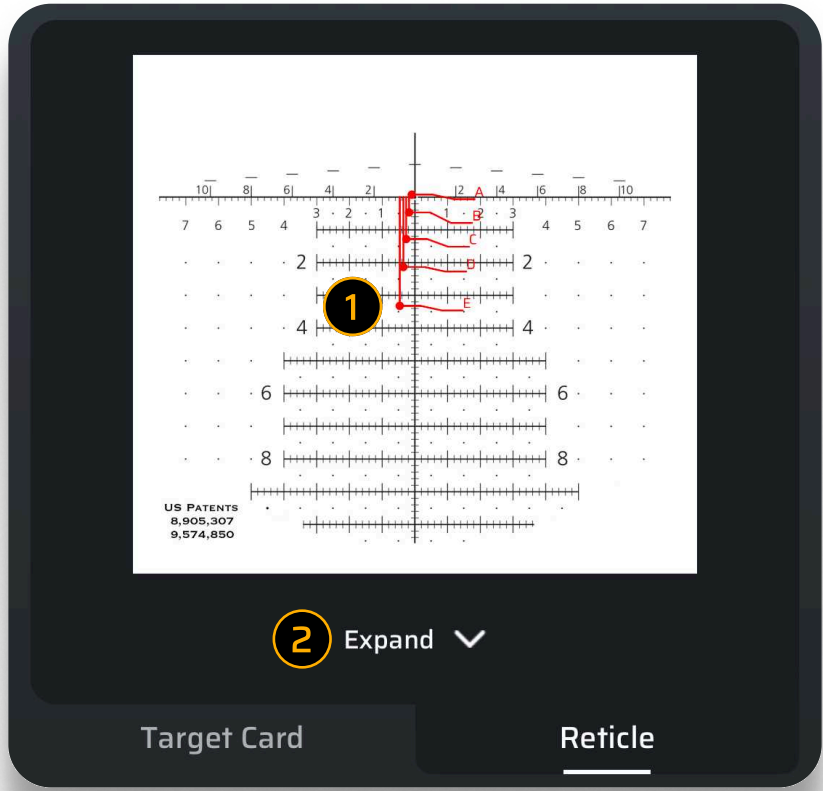 10 8 6 4 2 2 4 6 8 10
A
3 2 1 1 2 3
B
7 6 5 4 4 5 6 7
C
2 2
D
1
E
4 4
6 6
8 8
US PATENTS
8,905,307
9,574,850
2 Expand
Target Card Reticle